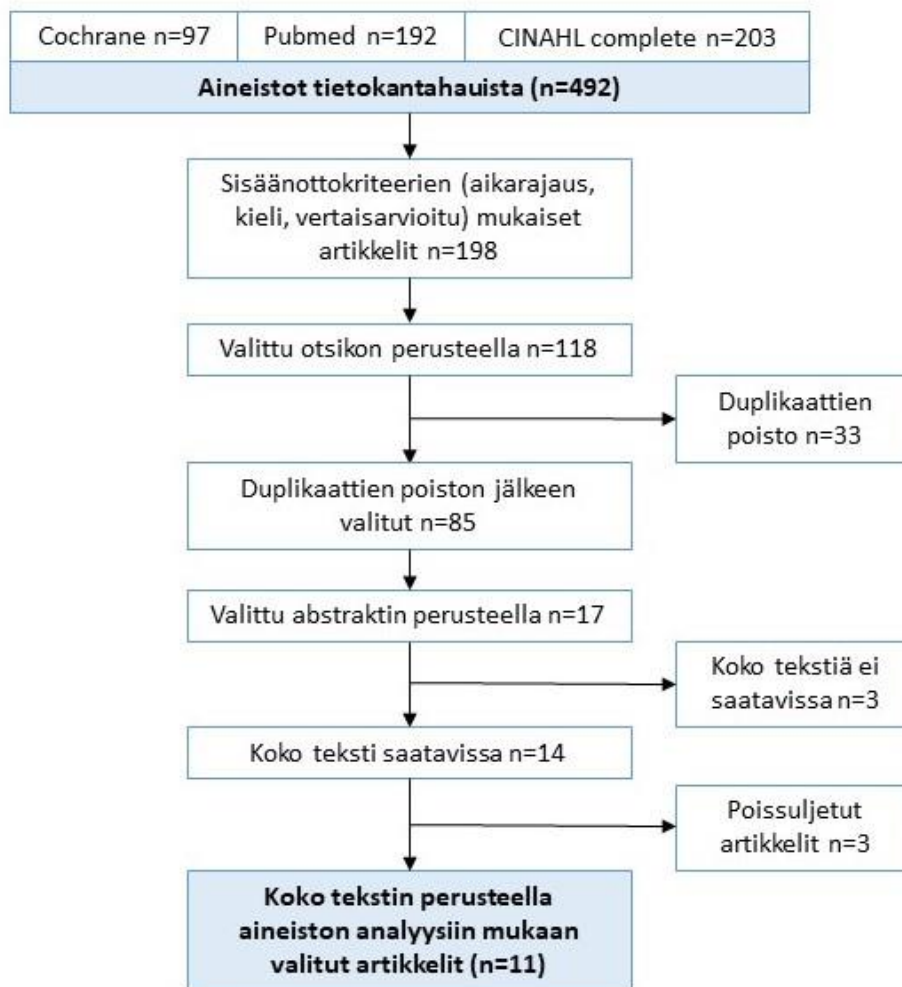 Cochrane n=97
Pubmed n=192
CINAHL complete n=203
Aineistot tietokantahauista (n=492)
Sisäänottokriteerien (aikarajaus,
kieli, vertaisarvioitu) mukaiset
artikkelit n=198
Valittu otsikon perusteella n=118
Duplikaattien
poisto n=33
Duplikaattien poiston jälkeen
valitut n=85
Valittu abstraktin perusteella n=17
Koko tekstiä ei
saatavissa n=3
Koko teksti saatavissa n=14
Poissuljetut
artikkelit n=3
Koko tekstin perusteella
aineiston analyysiin mukaan
valitut artikkelit (n=11)